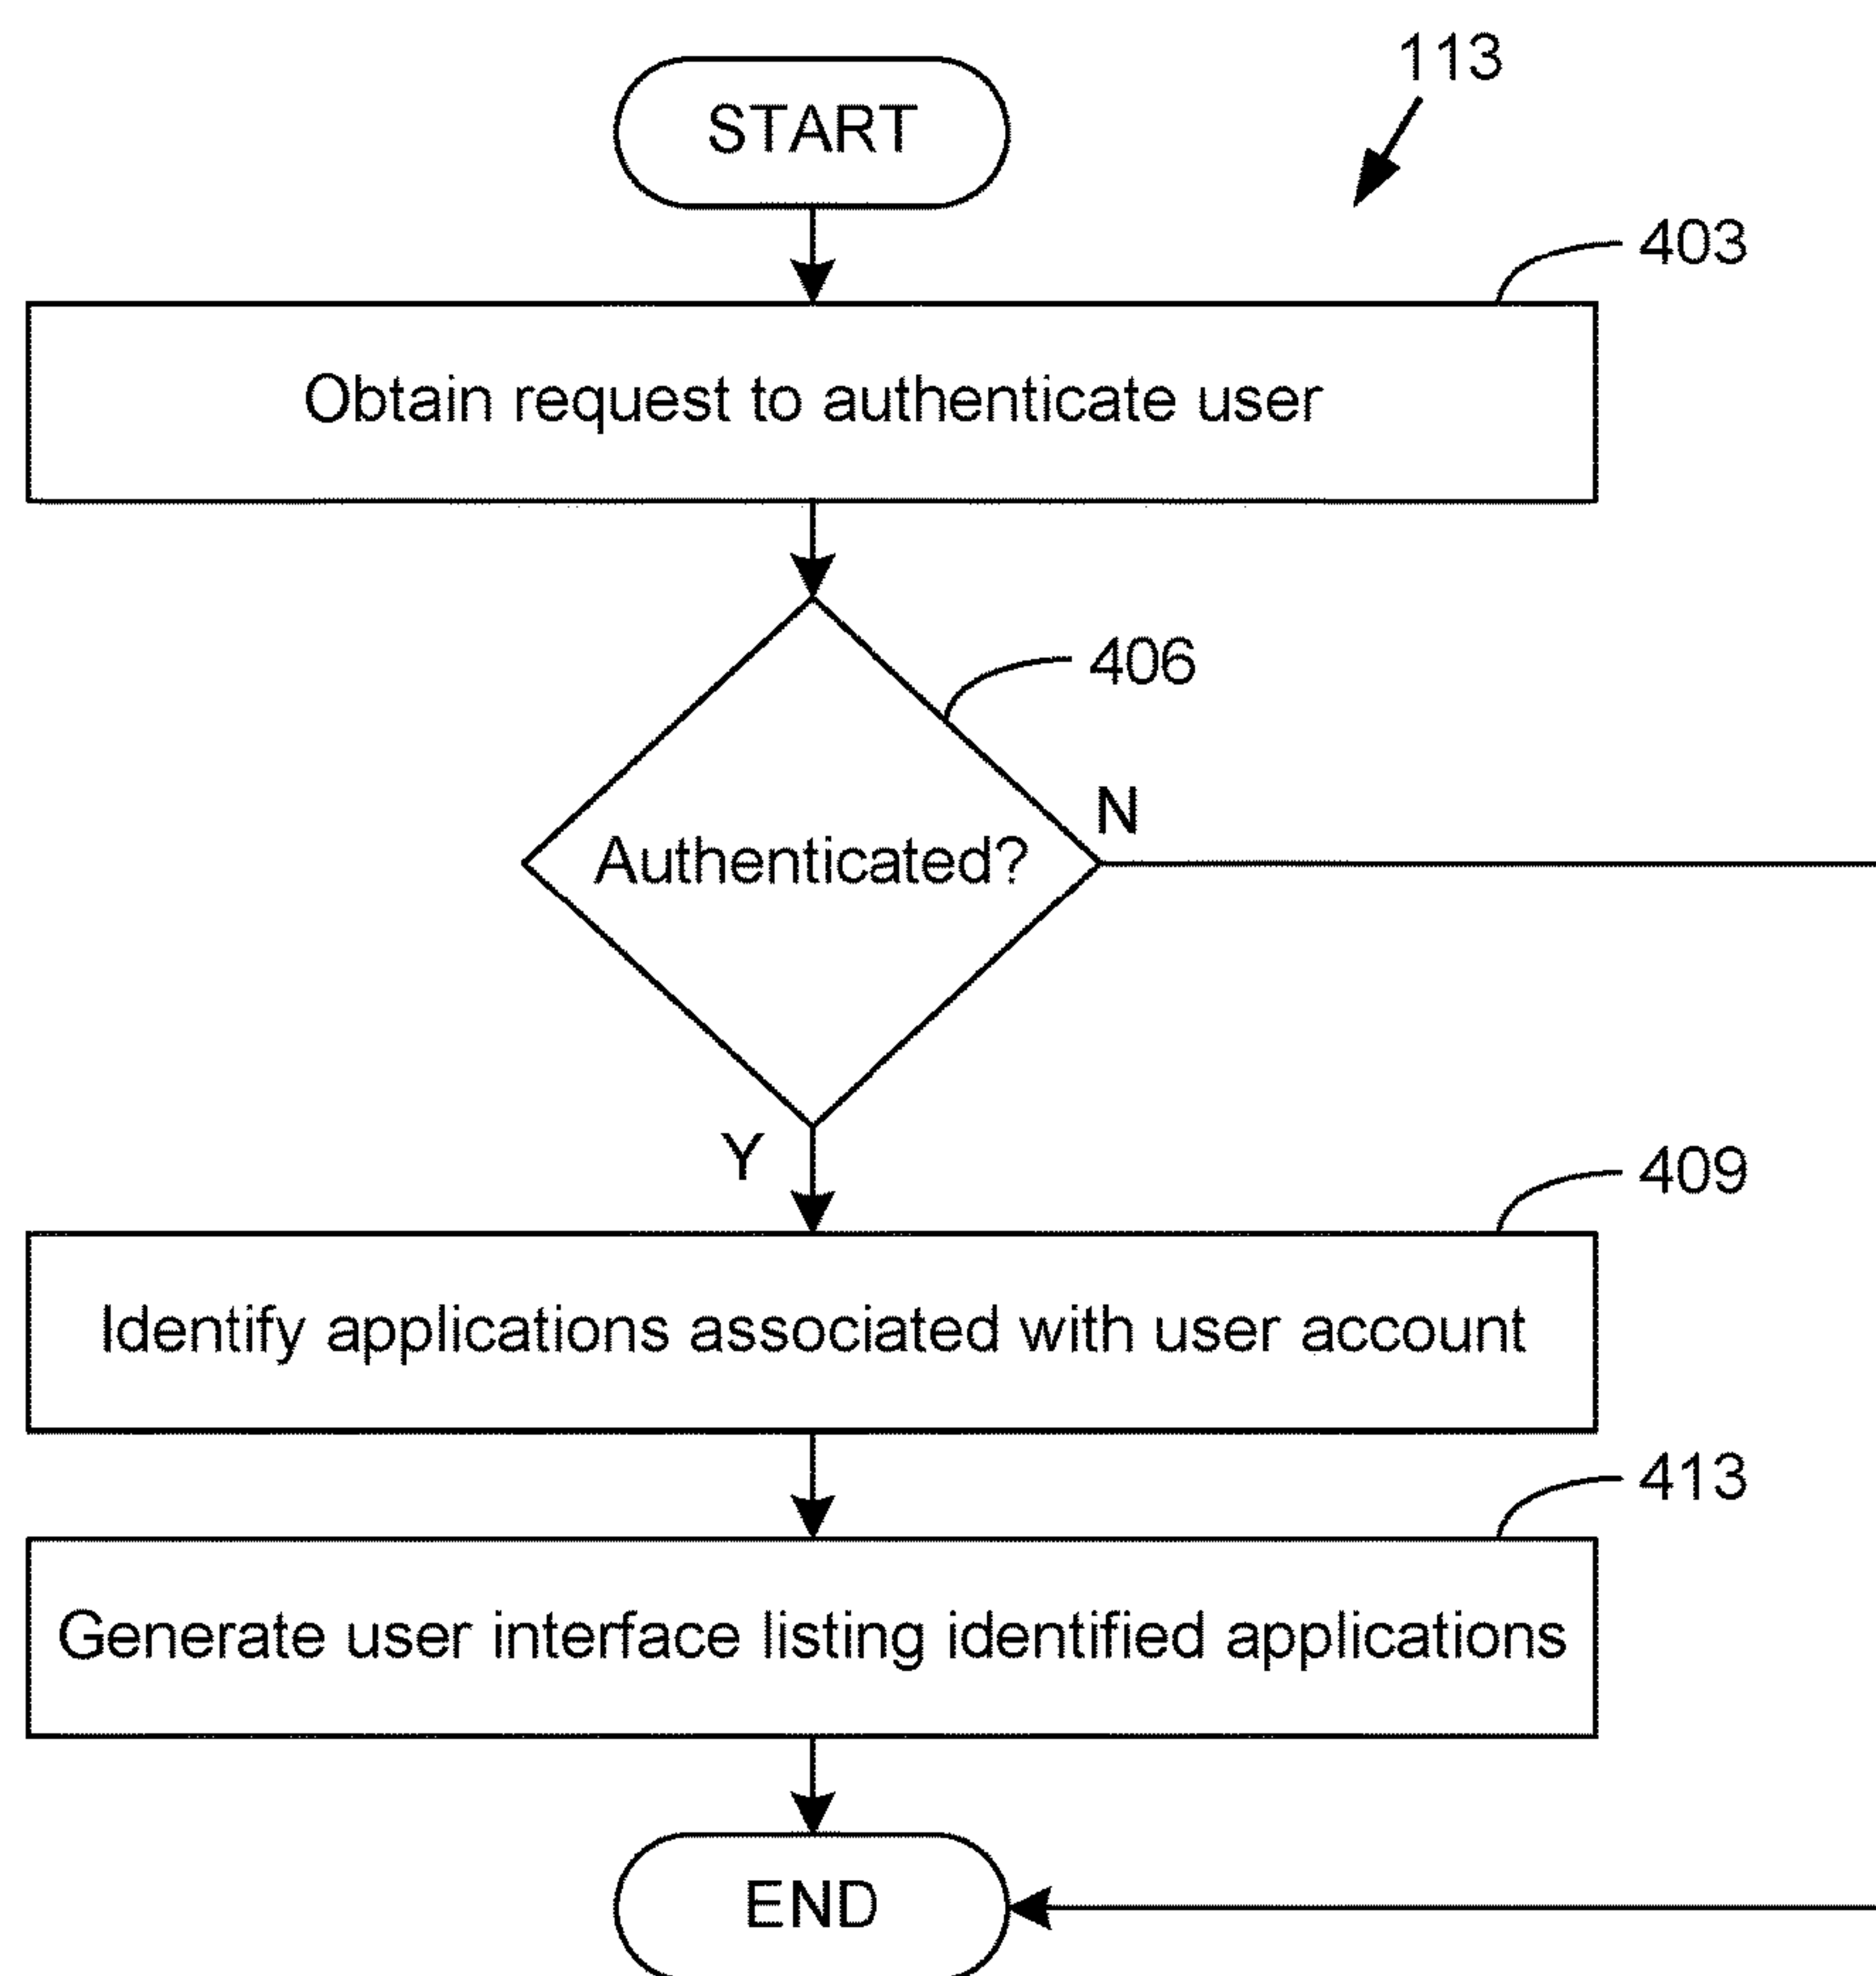 START
113
403
Obtain request to authenticate user
406
N
Authenticated?
Y
409
Identify applications associated with user account
413
Generate user interface listing identified applications
END